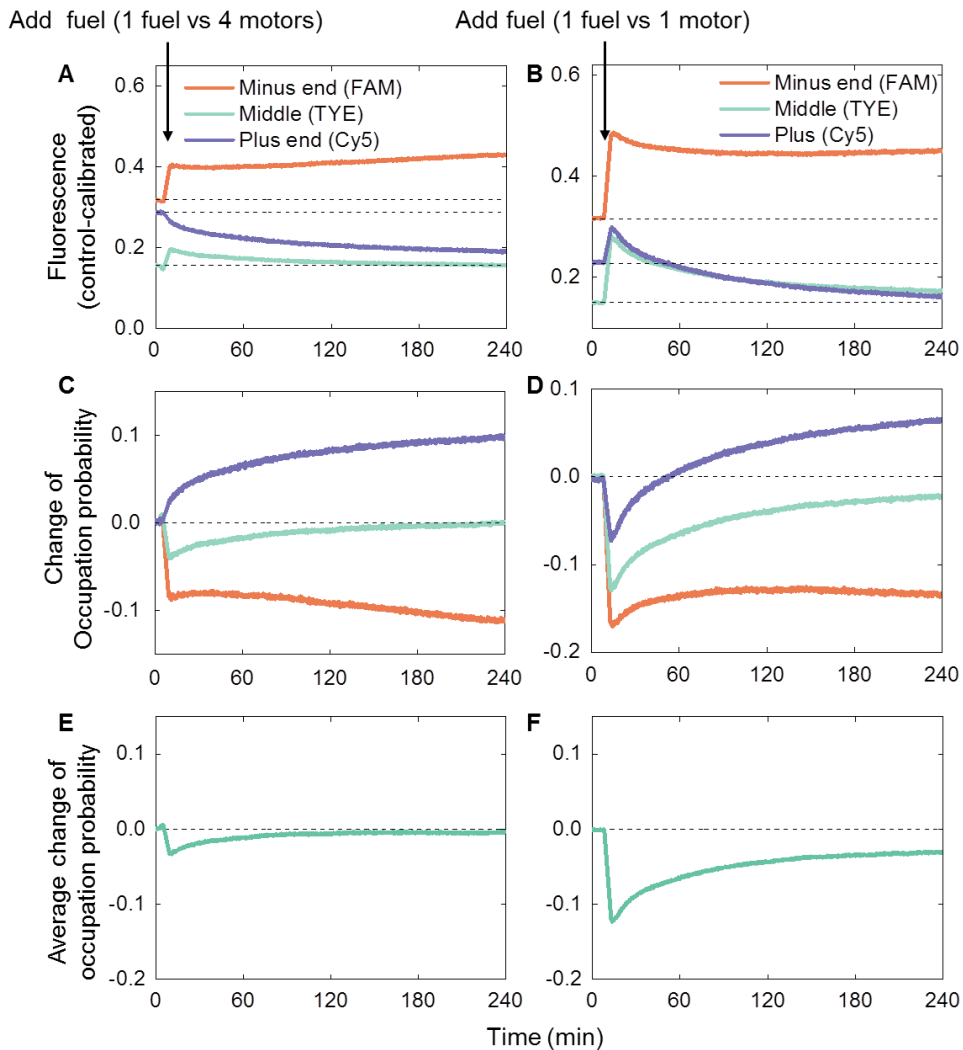 Add fuel (1 fuel vs 4 motors)
Add fuel (1 fuel vs 1 motor)
A
Minus end (FAM)
Middle (TYE)
Plus end (Cy5)
Fluorescence
(control-calibrated)
0.6
0.4
0.2
0.0
0 60 120 180 240
B
Minus end (FAM)
Middle (TYE)
Plus end (Cy5)
0.6
0.4
0.2
0 60 120 180 240
C
Change of
Occupation probability
0.1
0.0
-0.1
0 60 120 180 240
D
0.1
0.0
-0.1
-0.2
0 60 120 180 240
E
Average change of
occupation probability
0.1
0.0
-0.1
-0.2
0 60 120 180 240
F
0.1
0.0
-0.1
-0.2
0 60 120 180 240
Time (min)